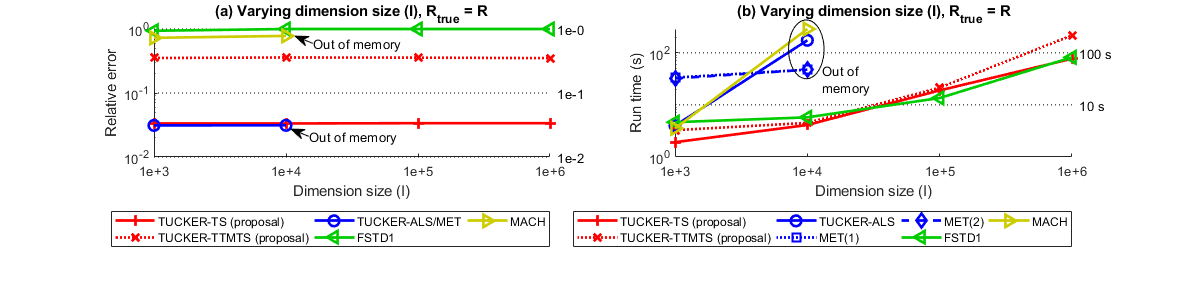 (a) Varying dimension size (I), R_true = R
Relative error
10^0
10^-1
10^-2
1e-0
1e-1
1e-2
Out of memory
Out of memory
1e+3 1e+4 1e+5 1e+6
Dimension size (I)
TUCKER-TS (proposal) TUCKER-ALS/MET MACH
TUCKER-TTMTS (proposal) FSTD1
(b) Varying dimension size (I), R_true = R
Run time (s)
10^2
10^0
100 s
10 s
Out of
memory
1e+3 1e+4 1e+5 1e+6
Dimension size (I)
TUCKER-TS (proposal) TUCKER-ALS MET(2) MACH
TUCKER-TTMTS (proposal) MET(1) FSTD1